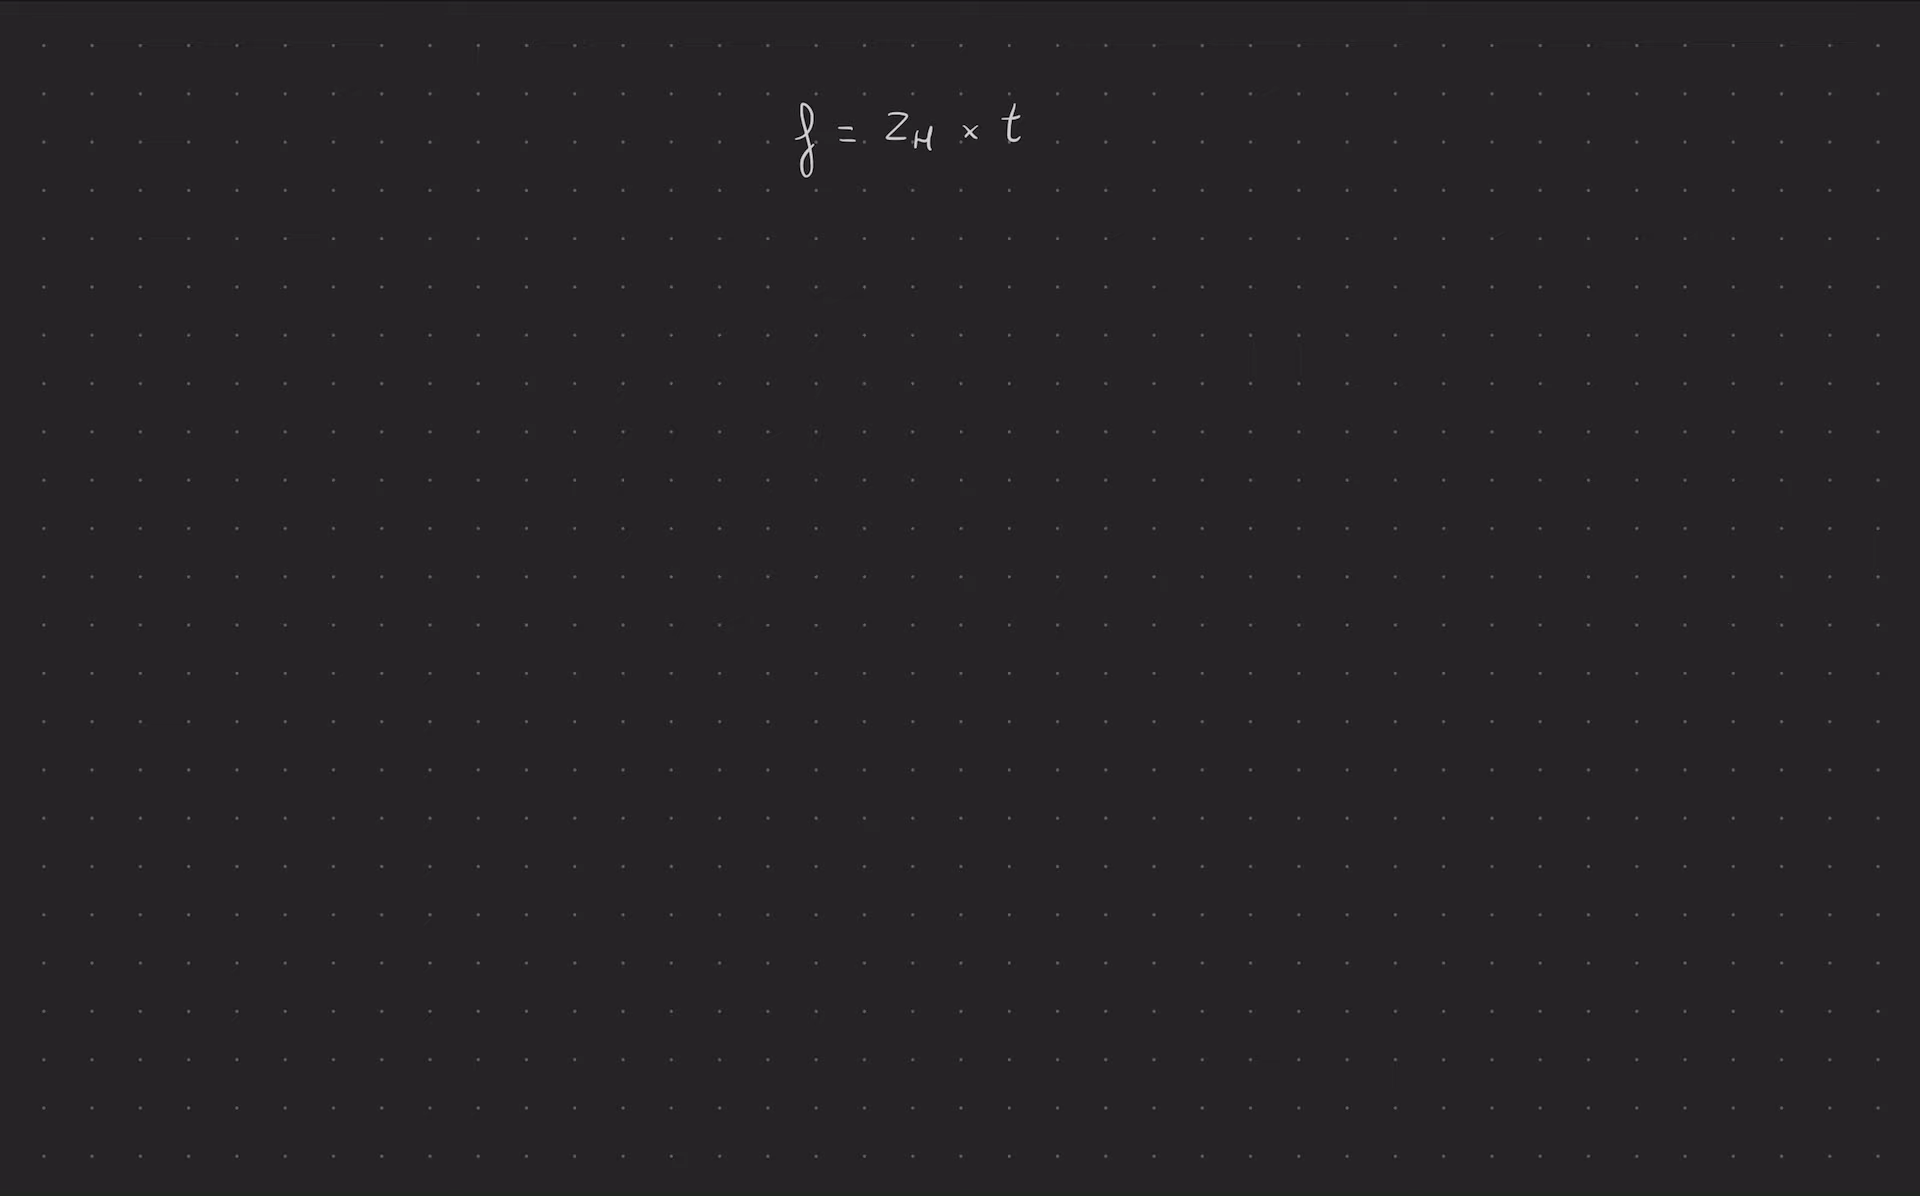 f = z_H × t